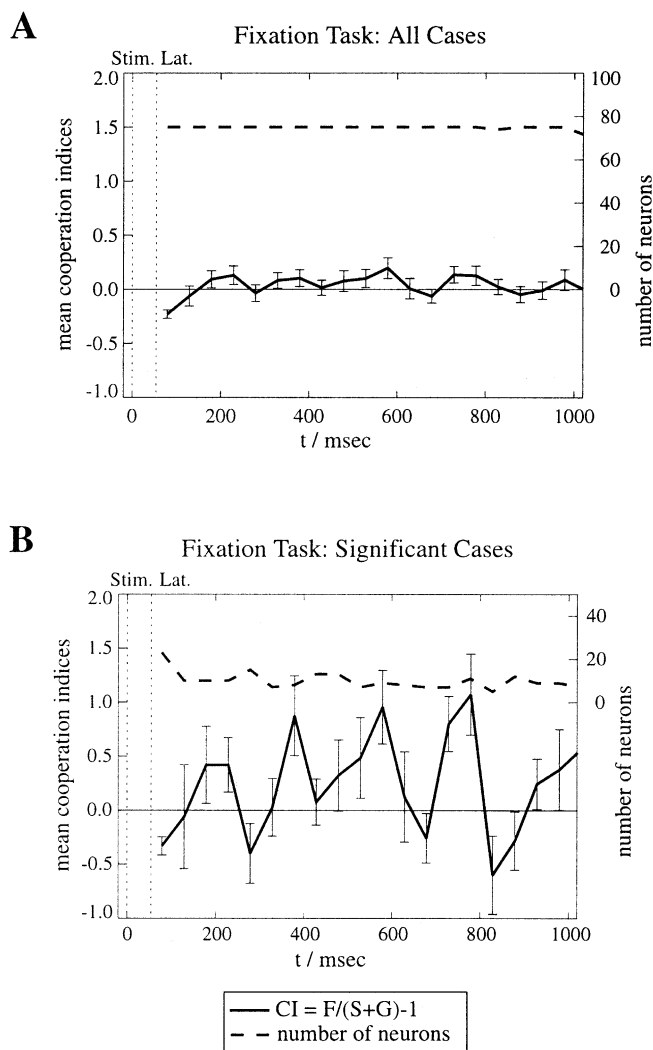 A
Fixation Task: All Cases
Stim. Lat.
2.0
1.5
1.0
0.5
0.0
-0.5
-1.0
mean cooperation indices
100
80
60
40
20
0
number of neurons
0 200 400 600 800 1000
t / msec
B
Fixation Task: Significant Cases
Stim. Lat.
2.0
1.5
1.0
0.5
0.0
-0.5
-1.0
mean cooperation indices
40
20
0
number of neurons
0 200 400 600 800 1000
t / msec
CI = F/(S+G)-1
number of neurons